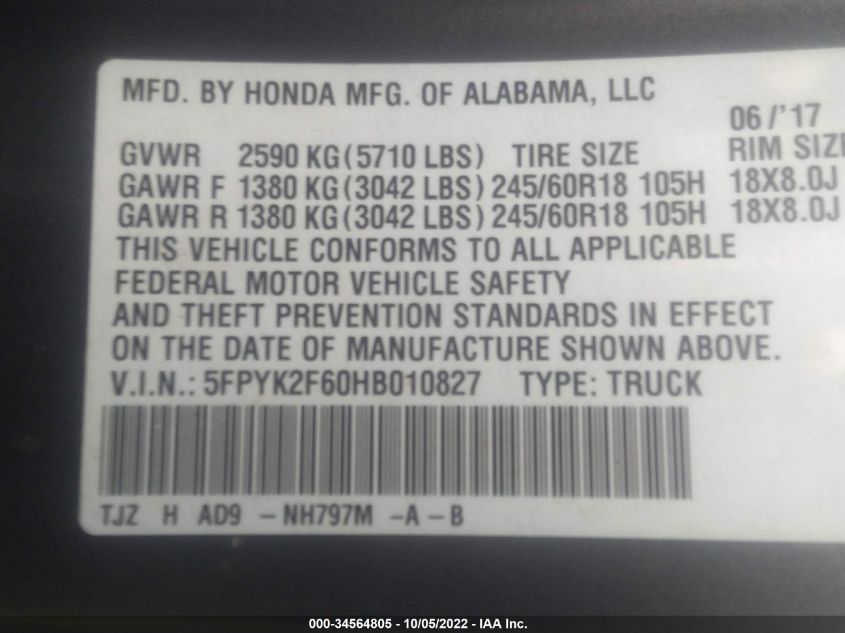 MFD. BY HONDA MFG. OF ALABAMA, LLC
06/'17
GVWR 2590 KG (5710 LBS) TIRE SIZE RIM SIZE
GAWR F 1380 KG (3042 LBS) 245/60R18 105H 18X8.0J
GAWR R 1380 KG (3042 LBS) 245/60R18 105H 18X8.0J
THIS VEHICLE CONFORMS TO ALL APPLICABLE
FEDERAL MOTOR VEHICLE SAFETY
AND THEFT PREVENTION STANDARDS IN EFFECT
ON THE DATE OF MANUFACTURE SHOWN ABOVE.
V.I.N.: 5FPYK2F60HB010827 TYPE: TRUCK
TJZ H AD9 - NH797M - A - B
000-34564805 - 10/05/2022 - IAA Inc.